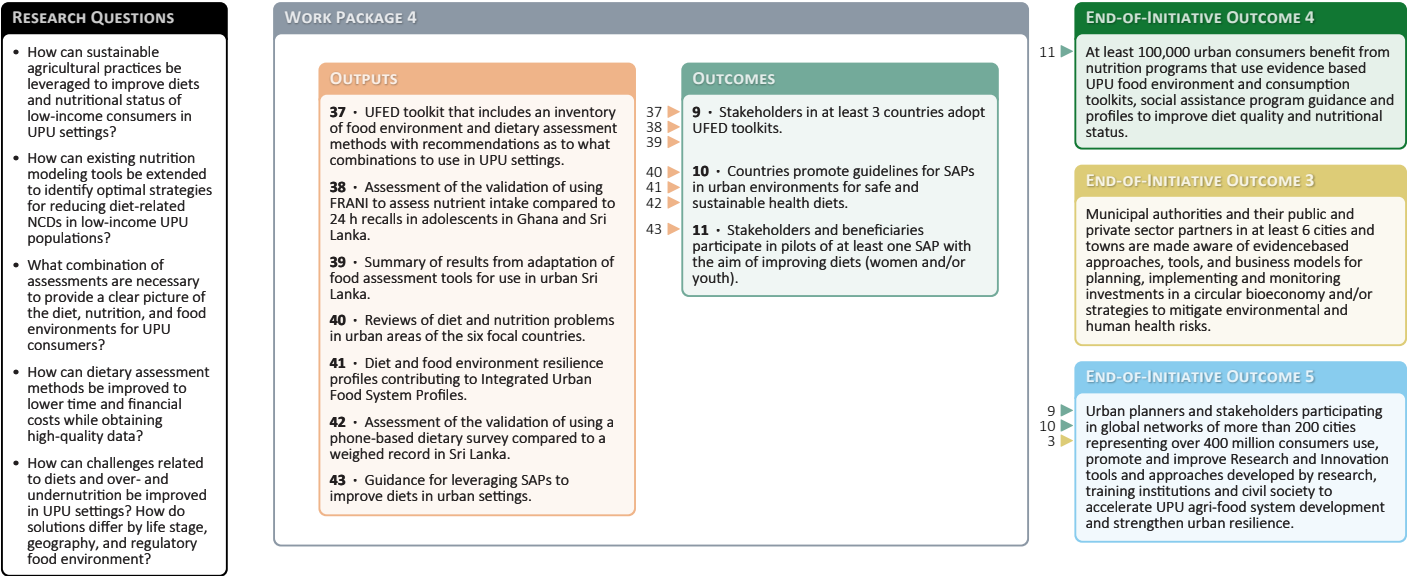 RESEARCH QUESTIONS
• How can sustainable
agricultural practices be
leveraged to improve diets
and nutritional status of
low-income consumers in
UPU settings?
• How can existing nutrition
modeling tools be extended
to identify optimal strategies
for reducing diet-related
NCDs in low-income UPU
populations?
• What combination of
assessments are necessary
to provide a clear picture of
the diet, nutrition, and food
environments for UPU
consumers?
• How can dietary assessment
methods be improved to
lower time and financial
costs while obtaining
high-quality data?
• How can challenges related
to diets and over- and
undernutrition be improved
in UPU settings? How do
solutions differ by life stage,
geography, and regulatory
food environment?
WORK PACKAGE 4
OUTPUTS
37 · UFED toolkit that includes an inventory
of food environment and dietary assessment
methods with recommendations as to what
combinations to use in UPU settings.
38 · Assessment of the validation of using
FRANI to assess nutrient intake compared to
24 h recalls in adolescents in Ghana and Sri
Lanka.
39 · Summary of results from adaptation of
food assessment tools for use in urban Sri
Lanka.
40 · Reviews of diet and nutrition problems
in urban areas of the six focal countries.
41 · Diet and food environment resilience
profiles contributing to Integrated Urban
Food System Profiles.
42 · Assessment of the validation of using a
phone-based dietary survey compared to a
weighed record in Sri Lanka.
43 · Guidance for leveraging SAPs to
improve diets in urban settings.
OUTCOMES
37
38
39
9 · Stakeholders in at least 3 countries adopt
UFED toolkits.
40
41
42
10 · Countries promote guidelines for SAPs
in urban environments for safe and
sustainable health diets.
43
11 · Stakeholders and beneficiaries
participate in pilots of at least one SAP with
the aim of improving diets (women and/or
youth).
END-OF-INITIATIVE OUTCOME 4
11
At least 100,000 urban consumers benefit from
nutrition programs that use evidence based
UPU food environment and consumption
toolkits, social assistance program guidance and
profiles to improve diet quality and nutritional
status.
END-OF-INITIATIVE OUTCOME 3
Municipal authorities and their public and
private sector partners in at least 6 cities and
towns are made aware of evidencebased
approaches, tools, and business models for
planning, implementing and monitoring
investments in a circular bioeconomy and/or
strategies to mitigate environmental and
human health risks.
END-OF-INITIATIVE OUTCOME 5
9
10
3
Urban planners and stakeholders participating
in global networks of more than 200 cities
representing over 400 million consumers use,
promote and improve Research and Innovation
tools and approaches developed by research,
training institutions and civil society to
accelerate UPU agri-food system development
and strengthen urban resilience.